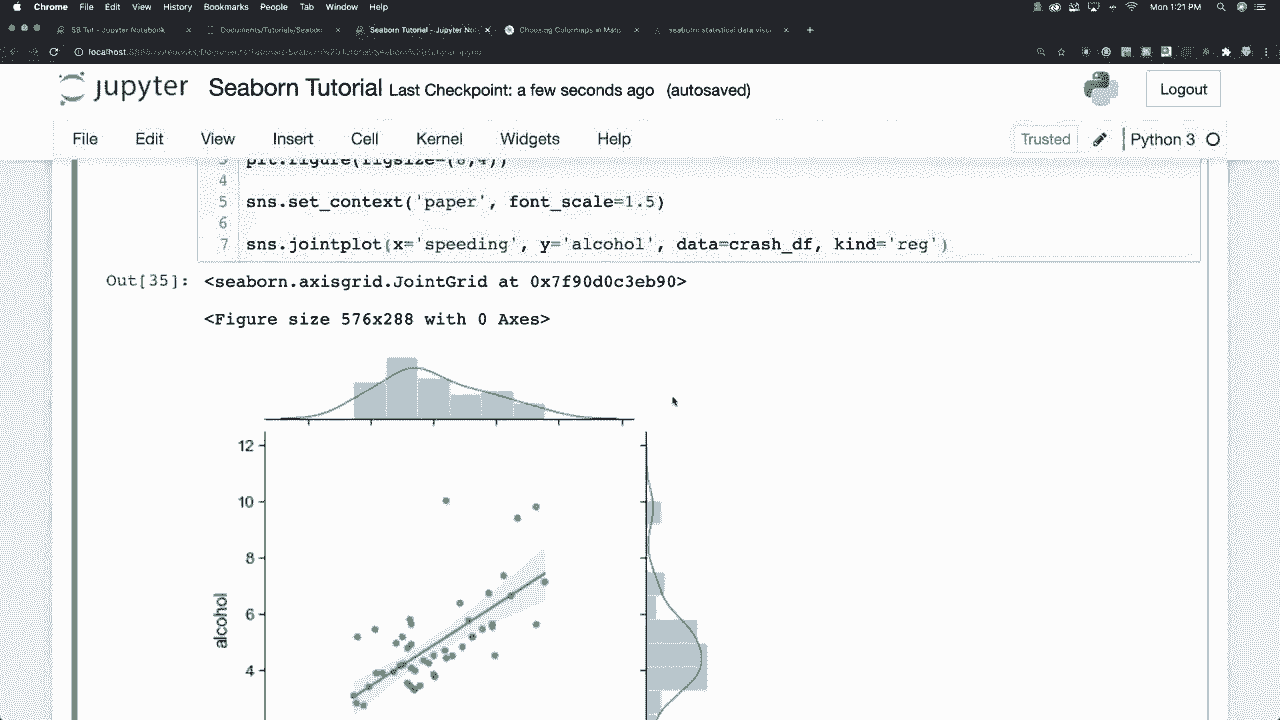 Chrome File Edit View History Bookmarks People Tab Window Help Mon 1:21 PM
SB Tut - Jupyter Notebook Documents/Tutorials/Seabor Seaborn Tutorial - Jupyter No Choosing Colormaps in Matp seaborn: statistical data visu
localhost
jupyter Seaborn Tutorial Last Checkpoint: a few seconds ago (autosaved) Logout
File Edit View Insert Cell Kernel Widgets Help Trusted Python 3
3 plt.figure(figsize=(8,4))
4
5 sns.set_context('paper', font_scale=1.5)
6
7 sns.jointplot(x='speeding', y='alcohol', data=crash_df, kind='reg')
Out[35]: <seaborn.axisgrid.JointGrid at 0x7f90d0c3eb90>
<Figure size 576x288 with 0 Axes>
12
10
8
6
alcohol
4